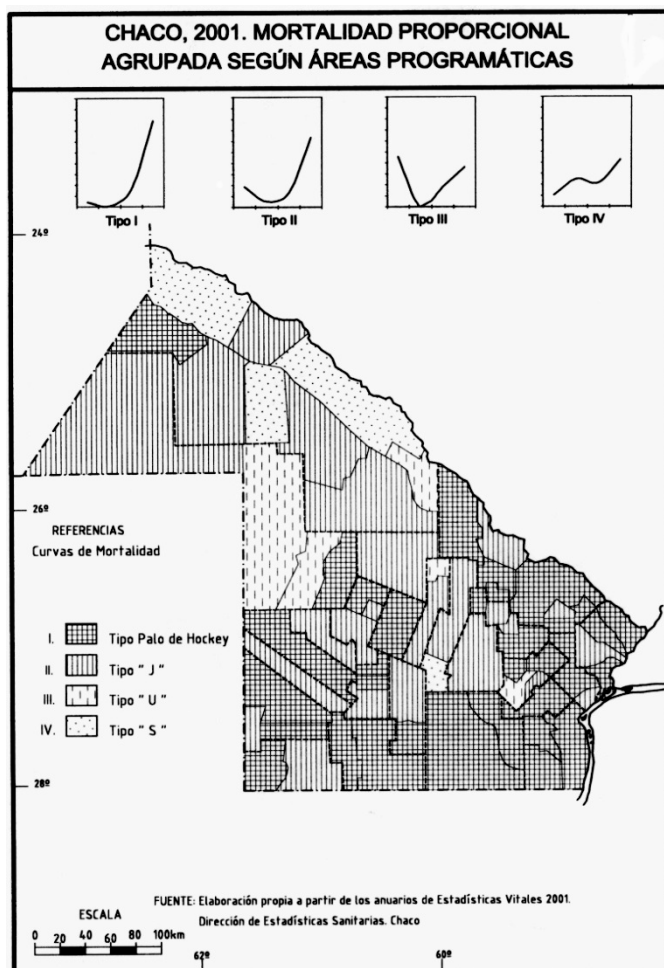 CHACO, 2001. MORTALIDAD PROPORCIONAL
AGRUPADA SEGÚN ÁREAS PROGRAMÁTICAS
Tipo I
Tipo II
Tipo III
Tipo IV
24º
26º
REFERENCIAS
Curvas de Mortalidad
I. Tipo Palo de Hockey
II. Tipo " J "
III. Tipo " U "
IV. Tipo " S "
28º
FUENTE: Elaboración propia a partir de los anuarios de Estadísticas Vitales 2001.
Dirección de Estadísticas Sanitarias. Chaco
ESCALA
0 20 40 60 80 100km
62º
60º